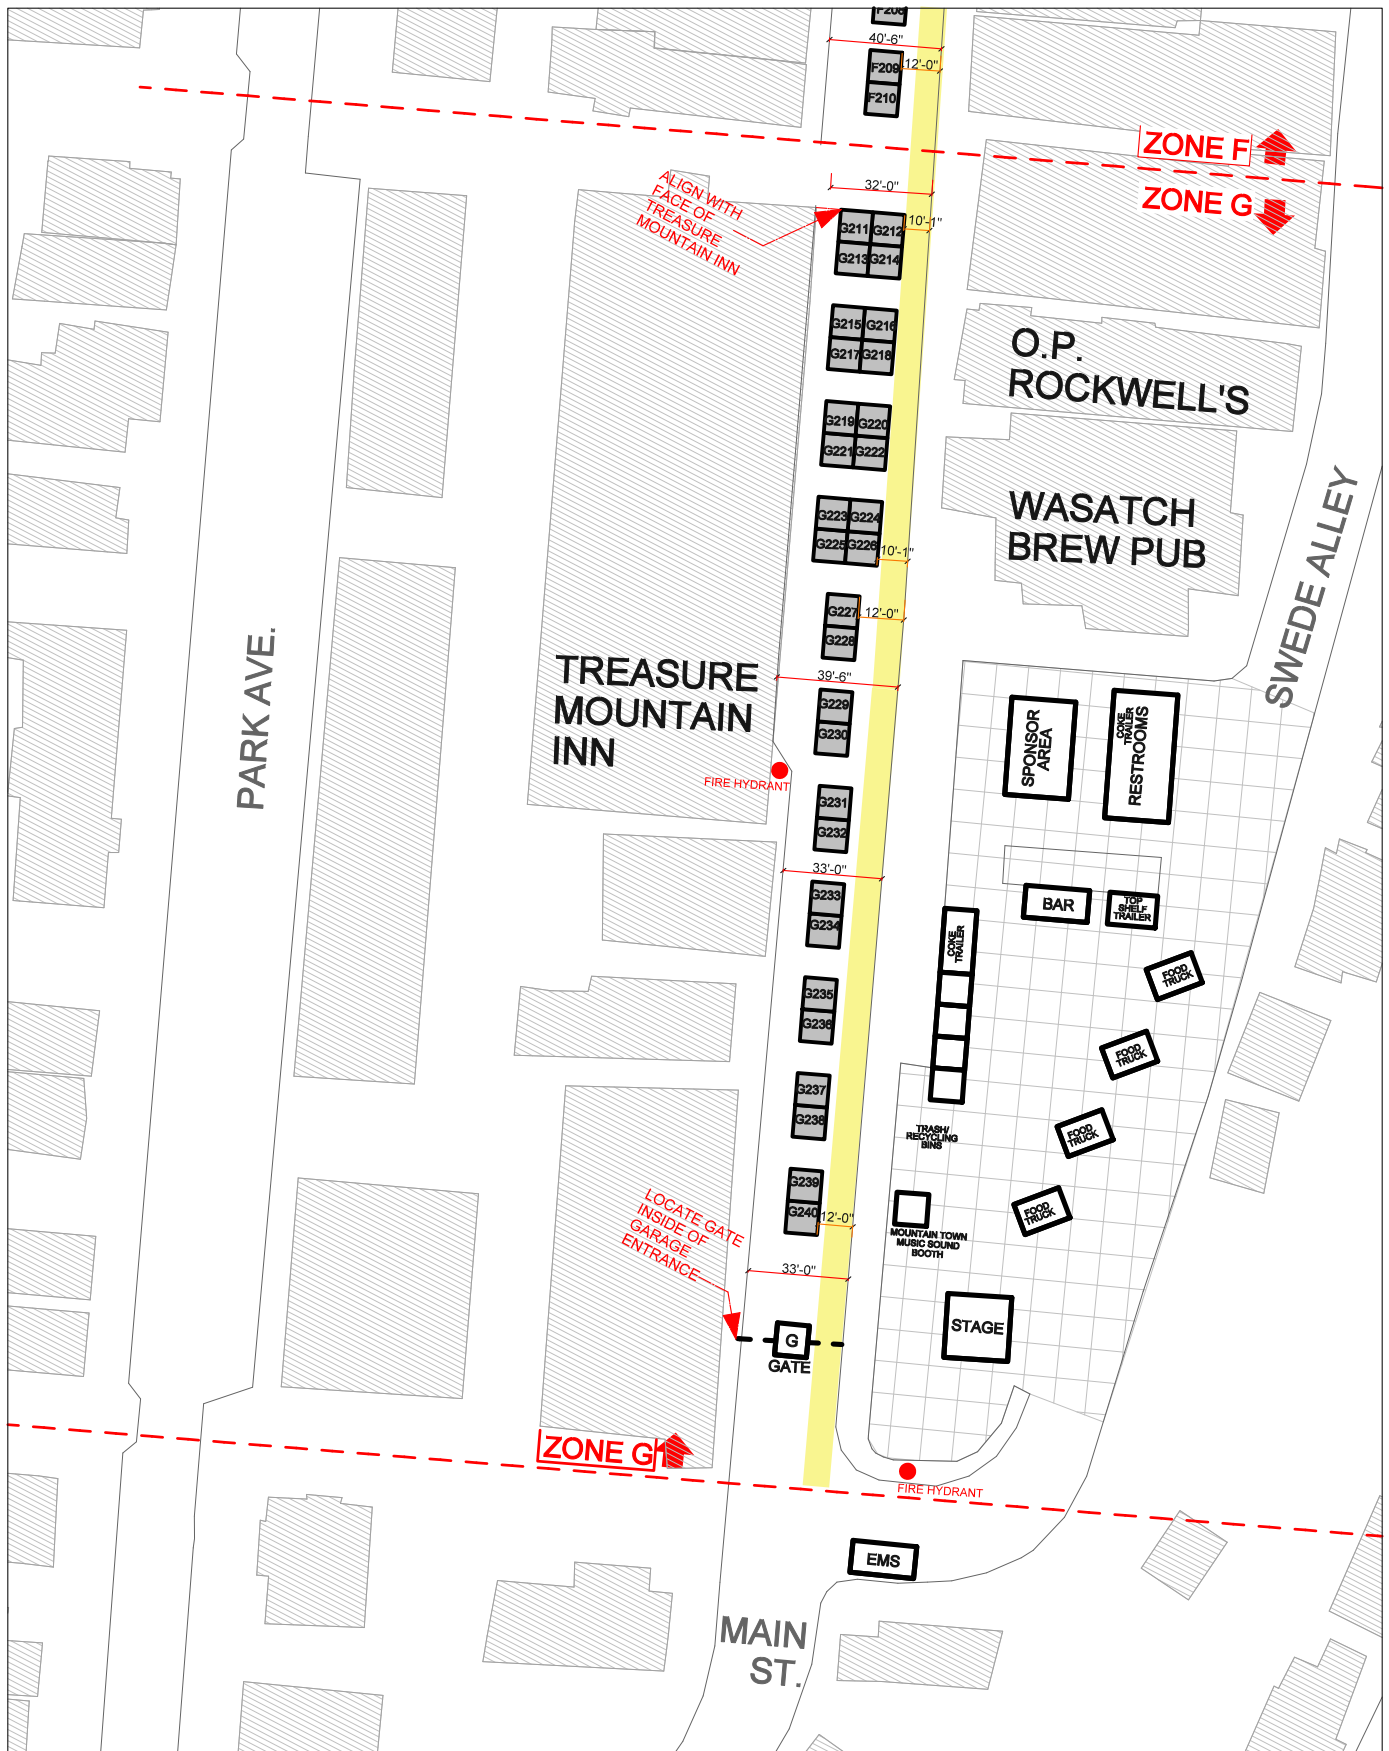 F208
40'-6"
F209
12'-0"
F210
ZONE F
ZONE G
32'-0"
ALIGN WITH
FACE OF
TREASURE
MOUNTAIN INN
10'-1"
G211 G212
G213 G214
G215 G216
G217 G218
O.P.
ROCKWELL'S
G219 G220
G221 G222
WASATCH
BREW PUB
SWEDE ALLEY
G223 G224
G225 G226
10'-1"
G227
12'-0"
G228
PARK AVE.
TREASURE
MOUNTAIN
INN
39'-6"
G229
G230
FIRE HYDRANT
SPONSOR
AREA
COKE
TRAILER
RESTROOMS
G231
G232
33'-0"
G233
G234
BAR
TOP
SHELF
TRAILER
COKE
TRAILER
FOOD
TRUCK
G235
G236
FOOD
TRUCK
G237
G238
TRASH/
RECYCLING
BINS
FOOD
TRUCK
G239
G240
12'-0"
FOOD
TRUCK
MOUNTAIN TOWN
MUSIC SOUND
BOOTH
LOCATE GATE
INSIDE OF
GARAGE
ENTRANCE
33'-0"
STAGE
G
GATE
ZONE G
FIRE HYDRANT
EMS
MAIN
ST.